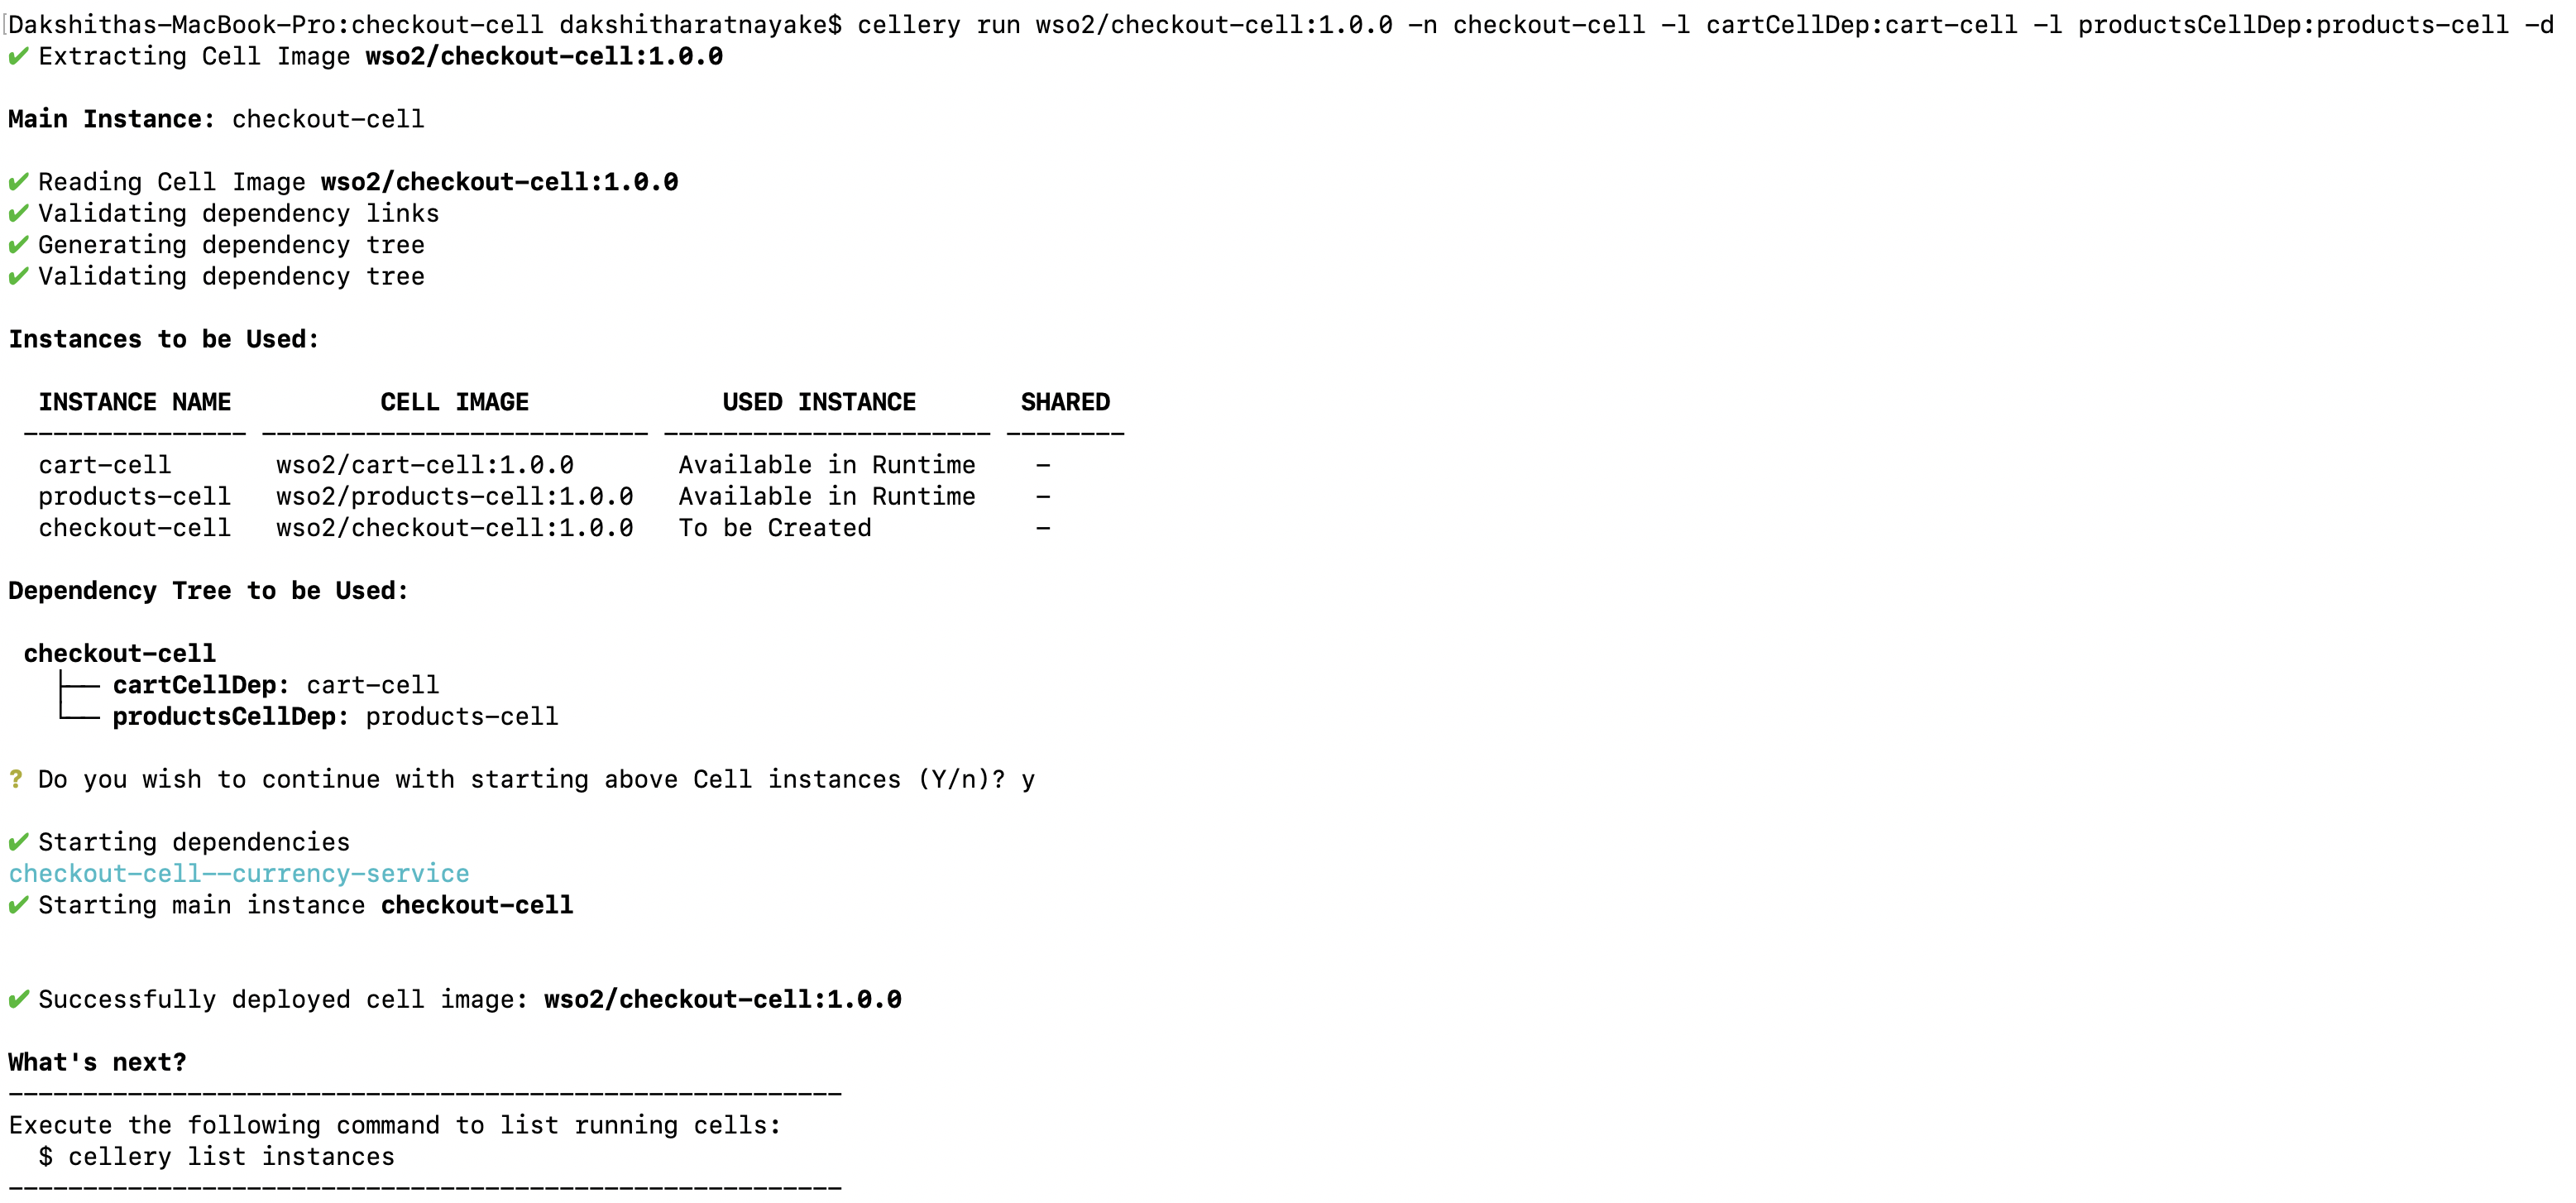 [Dakshithas-MacBook-Pro:checkout-cell dakshitharatnayake$ cellery run wso2/checkout-cell:1.0.0 -n checkout-cell -l cartCellDep:cart-cell -l productsCellDep:products-cell -d
✔ Extracting Cell Image wso2/checkout-cell:1.0.0
Main Instance: checkout-cell
✔ Reading Cell Image wso2/checkout-cell:1.0.0
✔ Validating dependency links
✔ Generating dependency tree
✔ Validating dependency tree
Instances to be Used:
INSTANCE NAME CELL IMAGE USED INSTANCE SHARED
--------------- -------------------------- ---------------------- --------
cart-cell wso2/cart-cell:1.0.0 Available in Runtime -
products-cell wso2/products-cell:1.0.0 Available in Runtime -
checkout-cell wso2/checkout-cell:1.0.0 To be Created -
Dependency Tree to be Used:
checkout-cell
├── cartCellDep: cart-cell
└── productsCellDep: products-cell
? Do you wish to continue with starting above Cell instances (Y/n)? y
✔ Starting dependencies
checkout-cell--currency-service
✔ Starting main instance checkout-cell
✔ Successfully deployed cell image: wso2/checkout-cell:1.0.0
What's next?
--------------------------------------------------------
Execute the following command to list running cells:
$ cellery list instances
--------------------------------------------------------